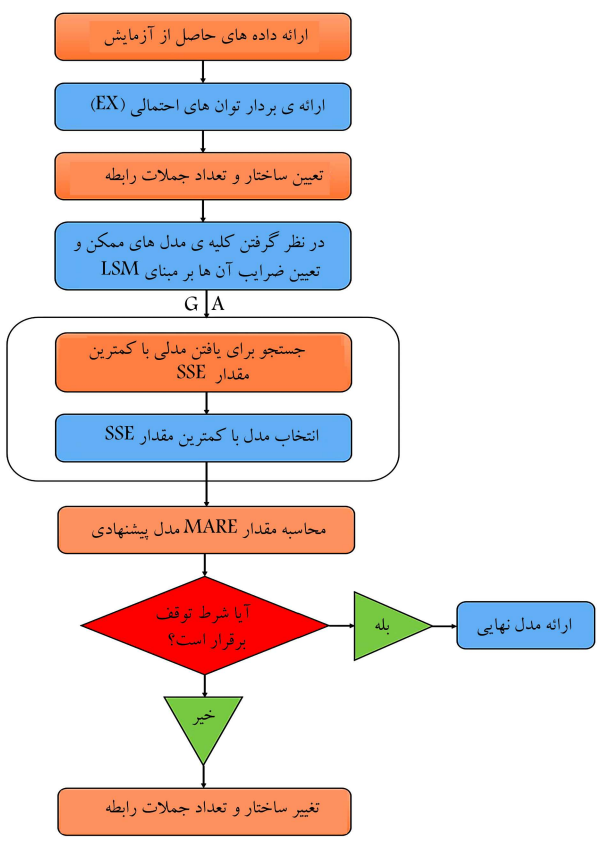 ارائه داده های حاصل از آزمایش
ارائه ی بردار توان های احتمالی (EX)
تعیین ساختار و تعداد جملات رابطه
در نظر گرفتن کلیه ی مدل های ممکن و
تعیین ضرایب آن ها بر مبنای LSM
G A
جستجو برای یافتن مدلی با کمترین
مقدار SSE
انتخاب مدل با کمترین مقدار SSE
محاسبه مقدار MARE مدل پیشنهادی
آیا شرط توقف
برقرار است؟
بله
ارائه مدل نهایی
خیر
تغییر ساختار و تعداد جملات رابطه